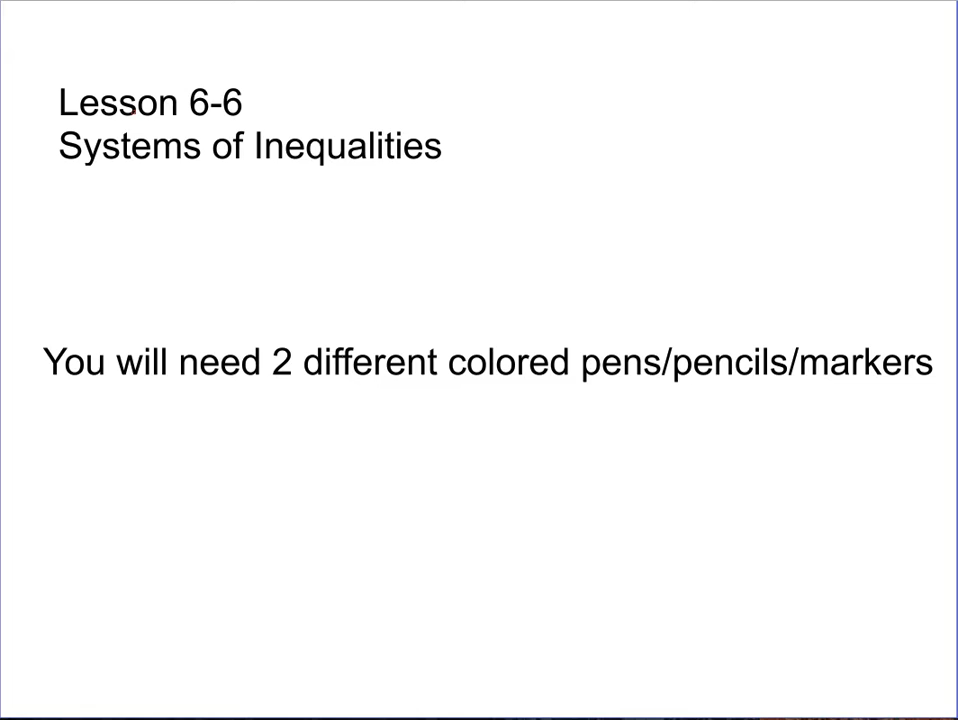 Lesson 6-6
Systems of Inequalities
You will need 2 different colored pens/pencils/markers